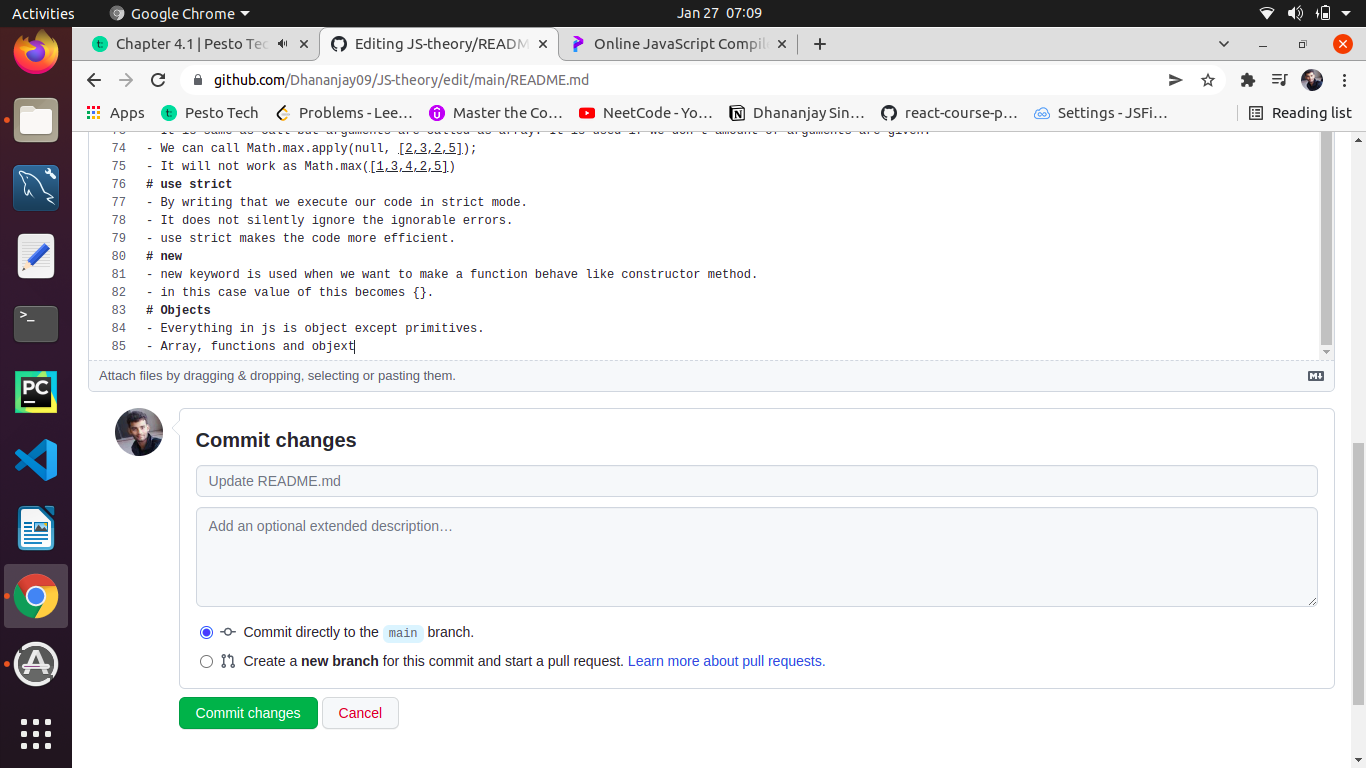 Activities
Google Chrome
Jan 27 07:09
Chapter 4.1 | Pesto Tec
Editing JS-theory/READM
Online JavaScript Compile
github.com/Dhananjay09/JS-theory/edit/main/README.md
Apps
Pesto Tech
Problems - Lee…
Master the Co…
NeetCode - Yo…
Dhananjay Sin…
react-course-p…
Settings - JSFi…
Reading list
74 - We can call Math.max.apply(null, [2,3,2,5]);
75 - It will not work as Math.max([1,3,4,2,5])
76 # use strict
77 - By writing that we execute our code in strict mode.
78 - It does not silently ignore the ignorable errors.
79 - use strict makes the code more efficient.
80 # new
81 - new keyword is used when we want to make a function behave like constructor method.
82 - in this case value of this becomes {}.
83 # Objects
84 - Everything in js is object except primitives.
85 - Array, functions and objext
Attach files by dragging & dropping, selecting or pasting them.
Commit changes
Update README.md
Add an optional extended description…
Commit directly to the main branch.
Create a new branch for this commit and start a pull request. Learn more about pull requests.
Commit changes
Cancel